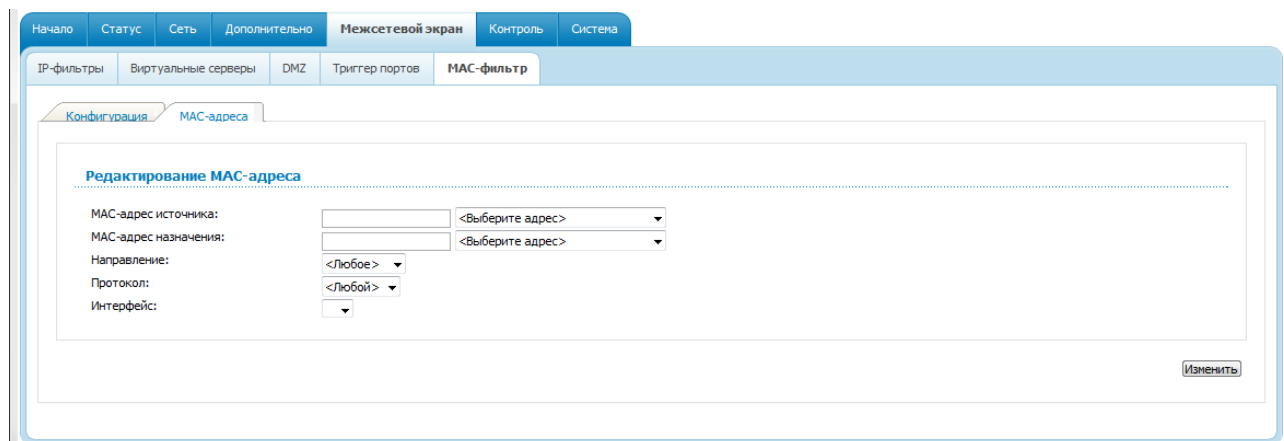 Начало Статус Сеть Дополнительно Межсетевой экран Контроль Система
IP-фильтры Виртуальные серверы DMZ Триггер портов MAC-фильтр
Конфигурация MAC-адреса
Редактирование MAC-адреса
MAC-адрес источника: <Выберите адрес>
MAC-адрес назначения: <Выберите адрес>
Направление: <Любое>
Протокол: <Любой>
Интерфейс:
Изменить